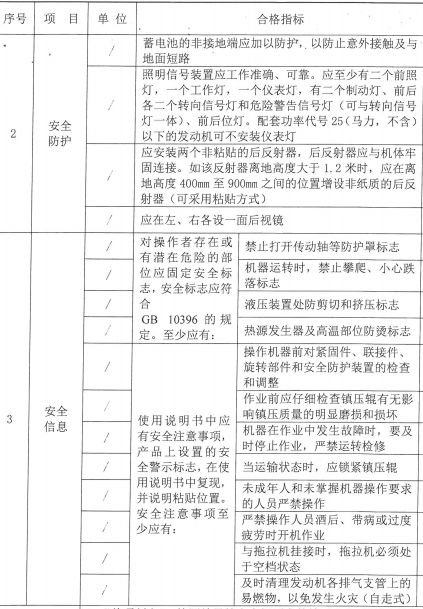 序号 项 目 单 位 合格指标
2
安全
防护
/ 蓄电池的非接地端应加以防护，以防止意外接触及与
地面短路
/ 照明信号装置应工作准确、可靠。应至少有二个前照
灯，一个工作灯，一个仪表灯，有二个制动灯、前后
各二个转向信号灯和危险警告信号灯（可与转向信号
灯一体）、前后位灯。配套功率代号25（马力，不含）
以下的发动机可不安装仪表灯
/ 应安装两个非粘贴的后反射器，后反射器应与机体牢
固连接。如该反射器离地高度大于1.2米时，应在离
地高度400mm至900mm之间的位置增设非纸质的后反
射器（可采用粘贴方式）
/ 应在左、右各设一面后视镜
3
安全
信息
对操作者存在或
有潜在危险的部
位应固定安全标
志，安全标志应符
合
GB 10396 的规
定。至少应有：
/ 禁止打开传动轴等防护罩标志
/ 机器运转时，禁止攀爬、小心跌
落标志
/ 液压装置处防剪切和挤压标志
/ 热源发生器及高温部位防烫标志
使用说明书中应
有安全注意事项，
产品上设置的安
全警示标志，在使
用说明书中复现，
并说明粘贴位置。
安全注意事项至
少应有：
/ 操作机器前对紧固件、联接件、
旋转部件和安全防护装置的检查
和调整
/ 作业前应仔细检查镇压辊有无影
响镇压质量的明显磨损和损坏
/ 机器在作业中发生故障时，要及
时停止作业，严禁运转检修
/ 当运输状态时，应锁紧镇压辊
/ 未成年人和未掌握机器操作要求
的人员严禁操作
/ 严禁操作人员酒后、带病或过度
疲劳时开机作业
/ 与拖拉机挂接时，拖拉机必须处
于空档状态
/ 及时清理发动机各排气支管上的
易燃物，以免发生火灾（自走式）